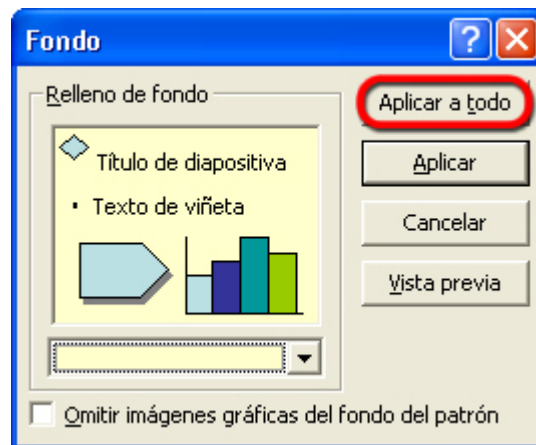 Fondo
Relleno de fondo
Título de diapositiva
• Texto de viñeta
Aplicar a todo
Aplicar
Cancelar
Vista previa
Omitir imágenes gráficas del fondo del patrón